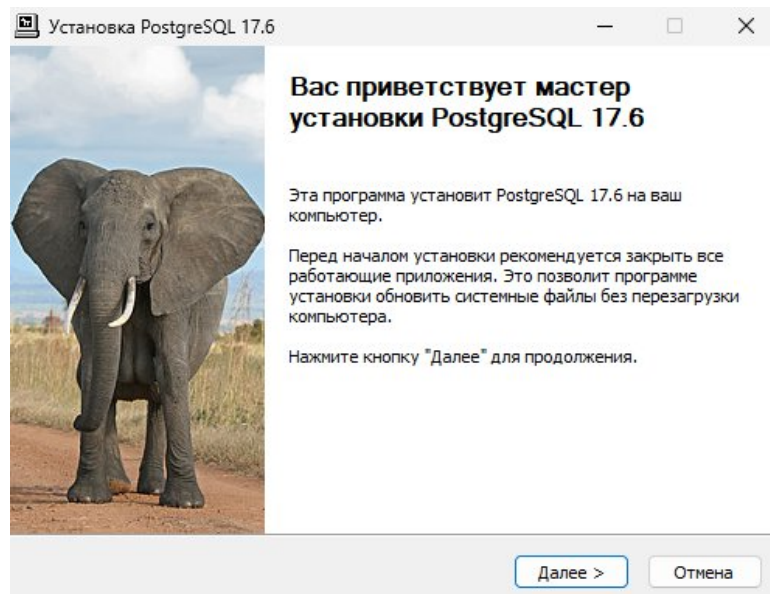 Установка PostgreSQL 17.6
Вас приветствует мастер
установки PostgreSQL 17.6
Эта программа установит PostgreSQL 17.6 на ваш
компьютер.
Перед началом установки рекомендуется закрыть все
работающие приложения. Это позволит программе
установки обновить системные файлы без перезагрузки
компьютера.
Нажмите кнопку "Далее" для продолжения.
Далее >
Отмена